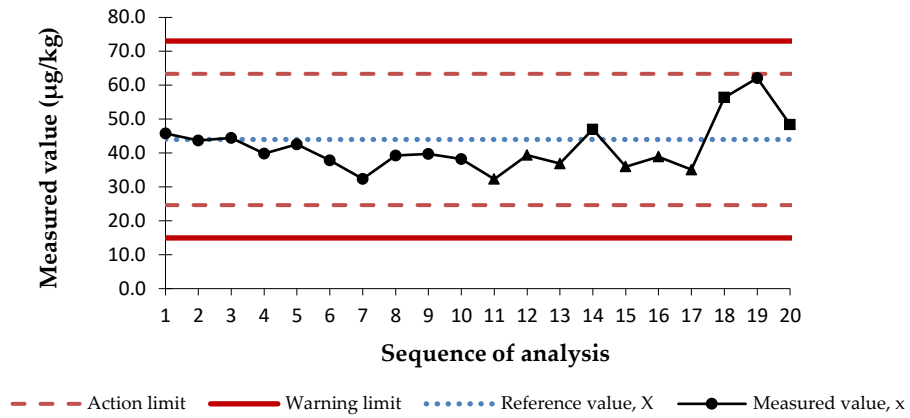 Measured value (µg/kg)
80.0
70.0
60.0
50.0
40.0
30.0
20.0
10.0
0.0
1 2 3 4 5 6 7 8 9 10 11 12 13 14 15 16 17 18 19 20
Sequence of analysis
Action limit Warning limit Reference value, X Measured value, x